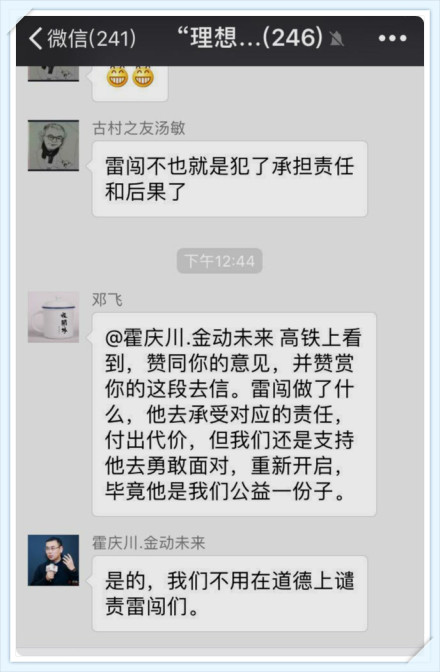 微信(241)
“理想...(246)
古村之友汤敏
雷闯不也就是犯了承担责任
和后果了
下午12:44
邓飞
@霍庆川.金动未来 高铁上看
到，赞同你的意见，并赞赏
你的这段去信。雷闯做了什
么，他去承受对应的责任，
付出代价，但我们还是支持
他去勇敢面对，重新开启，
毕竟他是我们公益一份子。
霍庆川.金动未来
是的，我们不用在道德上谴
责雷闯们。